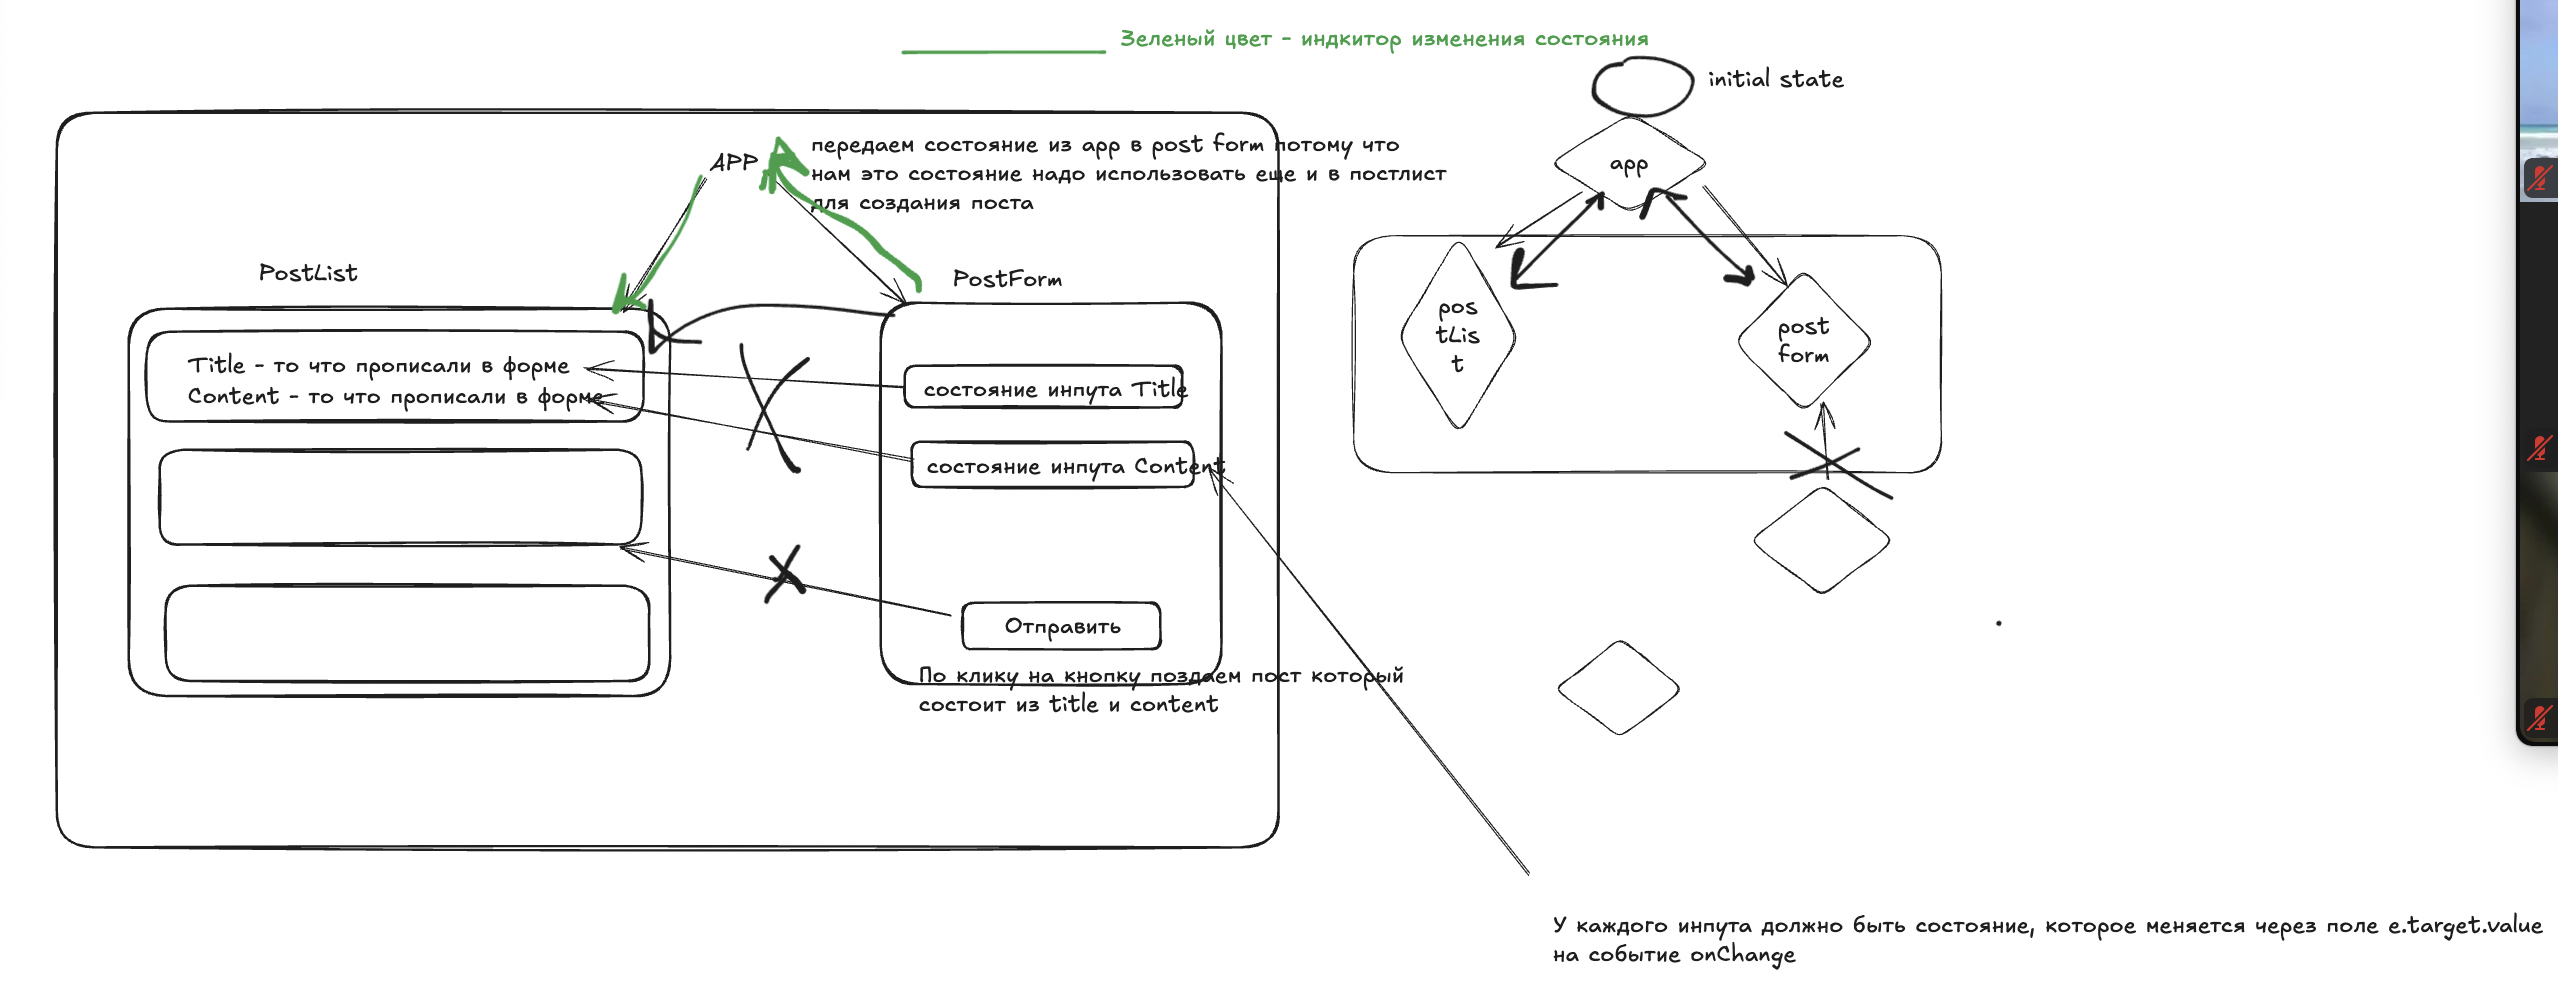 Зеленый цвет - индкитор изменения состояния
initial state
APP
передаем состояние из app в post form потому что
нам это состояние надо использовать еще и в постлист
для создания поста
app
PostList
PostForm
Title - то что прописали в форме
Content - то что прописали в форме
состояние инпута Title
состояние инпута Content
Отправить
По клику на кнопку поздаем пост который
состоит из title и content
pos
tLis
t
post
form
У каждого инпута должно быть состояние, которое меняется через поле e.target.value
на событие onChange